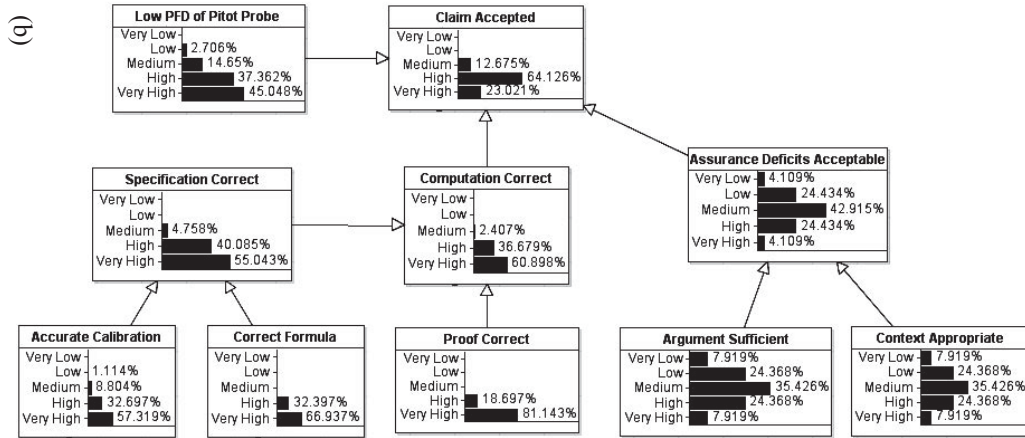 (b)
Low PFD of Pitot Probe
Very Low
Low 2.706%
Medium 14.65%
High 37.362%
Very High 45.048%
Claim Accepted
Very Low
Low
Medium 12.675%
High 64.126%
Very High 23.021%
Specification Correct
Very Low
Low
Medium 4.758%
High 40.085%
Very High 55.043%
Computation Correct
Very Low
Low
Medium 2.407%
High 36.679%
Very High 60.898%
Assurance Deficits Acceptable
Very Low 4.109%
Low 24.434%
Medium 42.915%
High 24.434%
Very High 4.109%
Accurate Calibration
Very Low
Low 1.114%
Medium 8.804%
High 32.697%
Very High 57.319%
Correct Formula
Very Low
Low
Medium
High 32.397%
Very High 66.937%
Proof Correct
Very Low
Low
Medium
High 18.697%
Very High 81.143%
Argument Sufficient
Very Low 7.919%
Low 24.368%
Medium 35.426%
High 24.368%
Very High 7.919%
Context Appropriate
Very Low 7.919%
Low 24.368%
Medium 35.426%
High 24.368%
Very High 7.919%